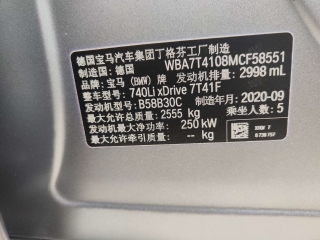 德国宝马汽车集团丁格芬工厂制造
制造国：德国 WBA7T4108MCF58551
品牌：宝马（BMW）牌 发动机排量：2998 mL
型号：740Li xDrive 7T41F
发动机型号：B58B30C 制造年月：2020-09
最大允许总质量：2555 kg 乘坐人数：5
发动机最大净功率：250 kW
最大允许牵引质量：-- kg